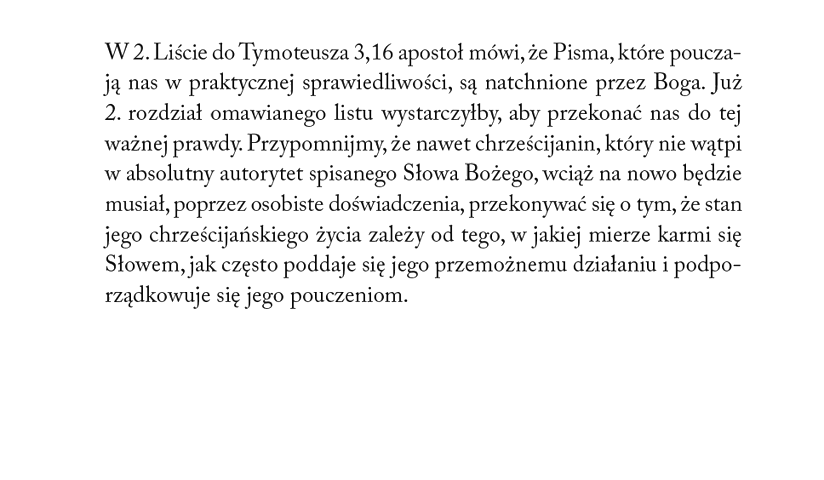 W 2. Liście do Tymoteusza 3,16 apostoł mówi, że Pisma, które poucza-
ją nas w praktycznej sprawiedliwości, są natchnione przez Boga. Już
2. rozdział omawianego listu wystarczyłby, aby przekonać nas do tej
ważnej prawdy. Przypomnijmy, że nawet chrześcijanin, który nie wątpi
w absolutny autorytet spisanego Słowa Bożego, wciąż na nowo będzie
musiał, poprzez osobiste doświadczenia, przekonywać się o tym, że stan
jego chrześcijańskiego życia zależy od tego, w jakiej mierze karmi się
Słowem, jak często poddaje się jego przemożnemu działaniu i podpo-
rządkowuje się jego pouczeniom.